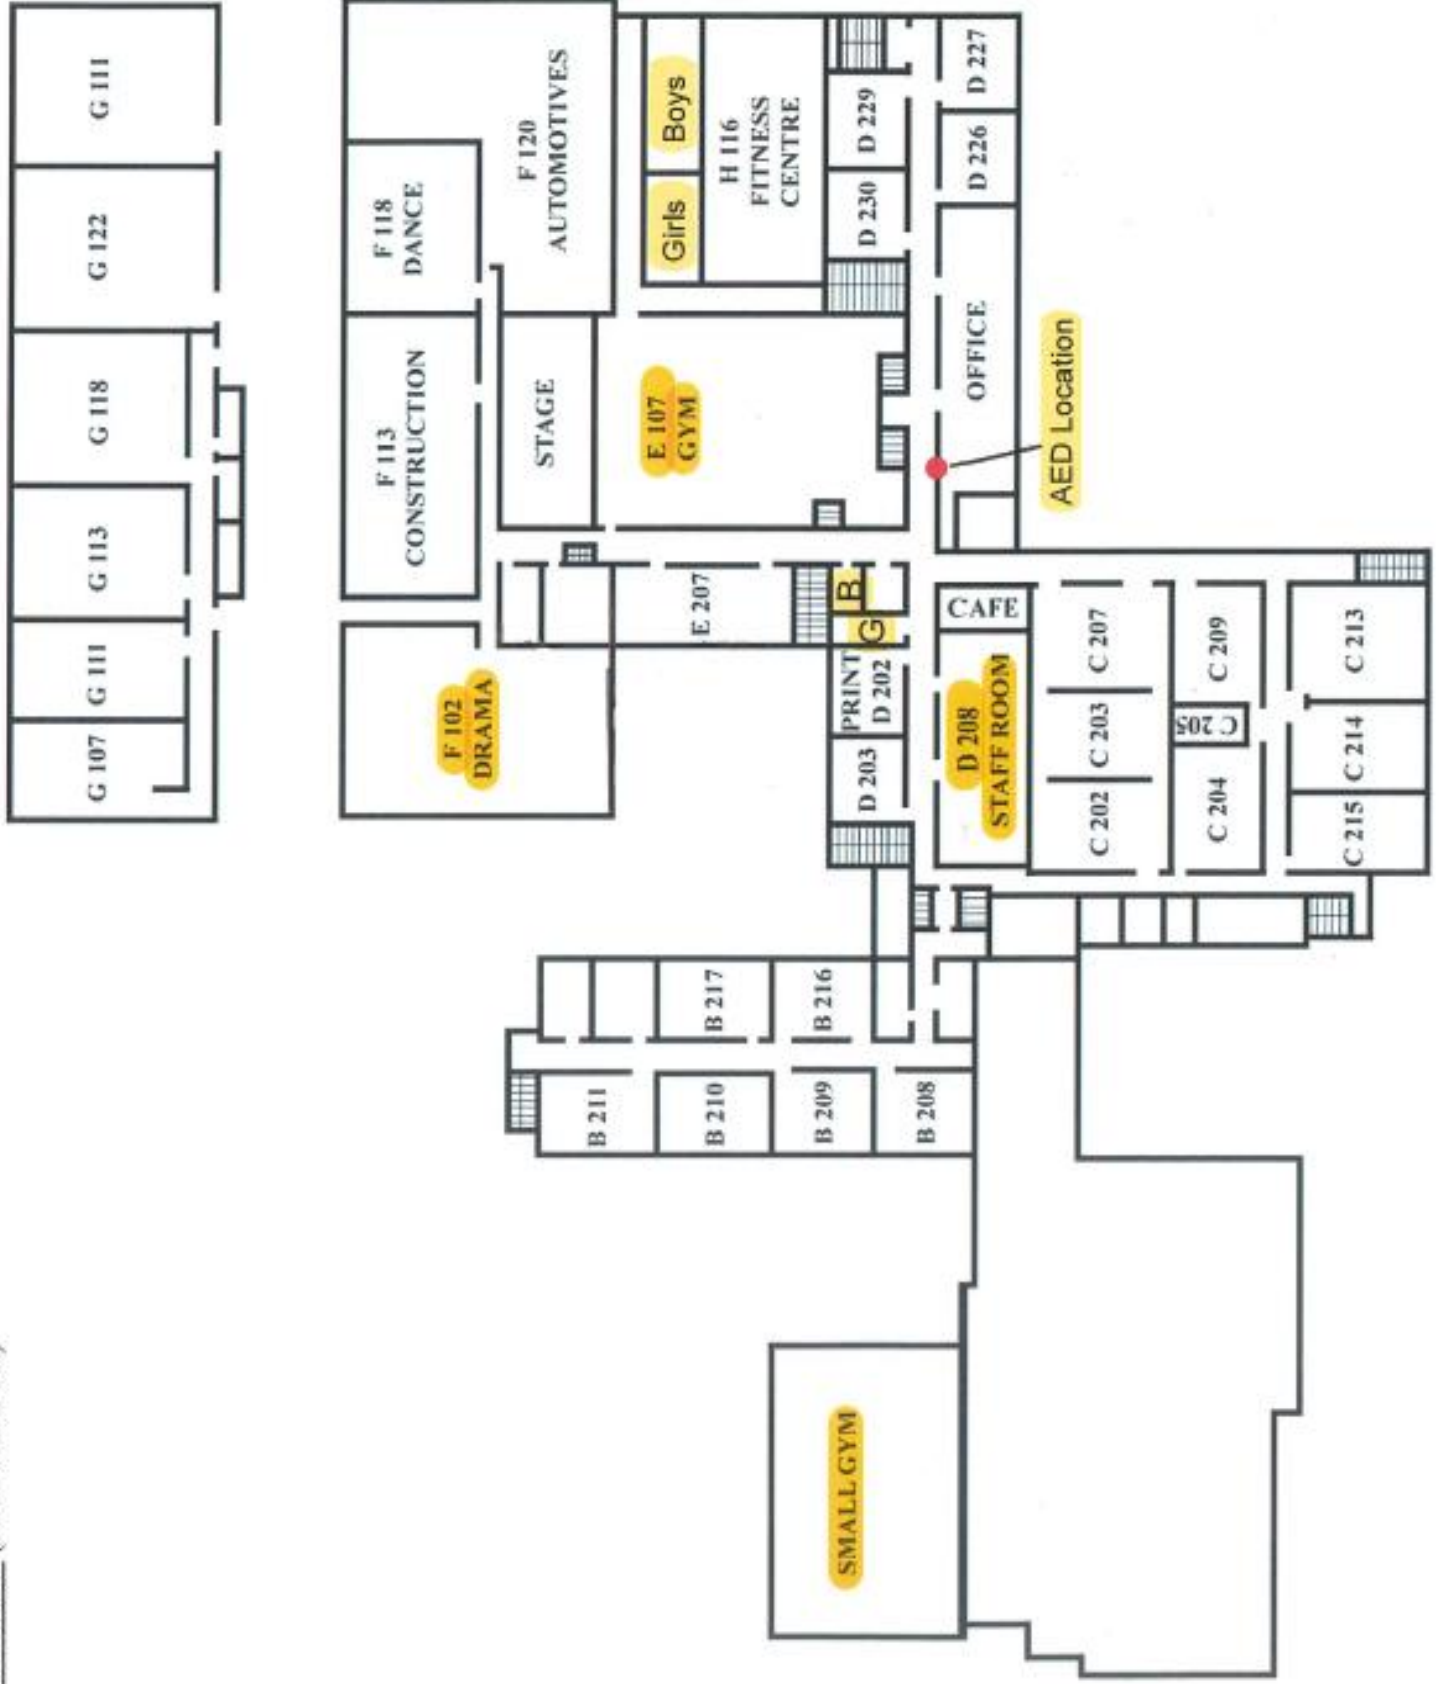 G 111
G 122
G 118
G 113
G 111
G 107
F 118
DANCE
F 120
AUTOMOTIVES
F 113
CONSTRUCTION
STAGE
F 102
DRAMA
Boys
Girls
H 116
FITNESS
CENTRE
E 107
GYM
E 207
D 229
D 230
D 227
D 226
OFFICE
AED Location
B
G
PRINT
D 202
D 203
CAFE
D 208
STAFF ROOM
C 207
C 203
C 202
C 209
C 205
C 204
C 213
C 214
C 215
B 217
B 216
B 211
B 210
B 209
B 208
SMALL GYM